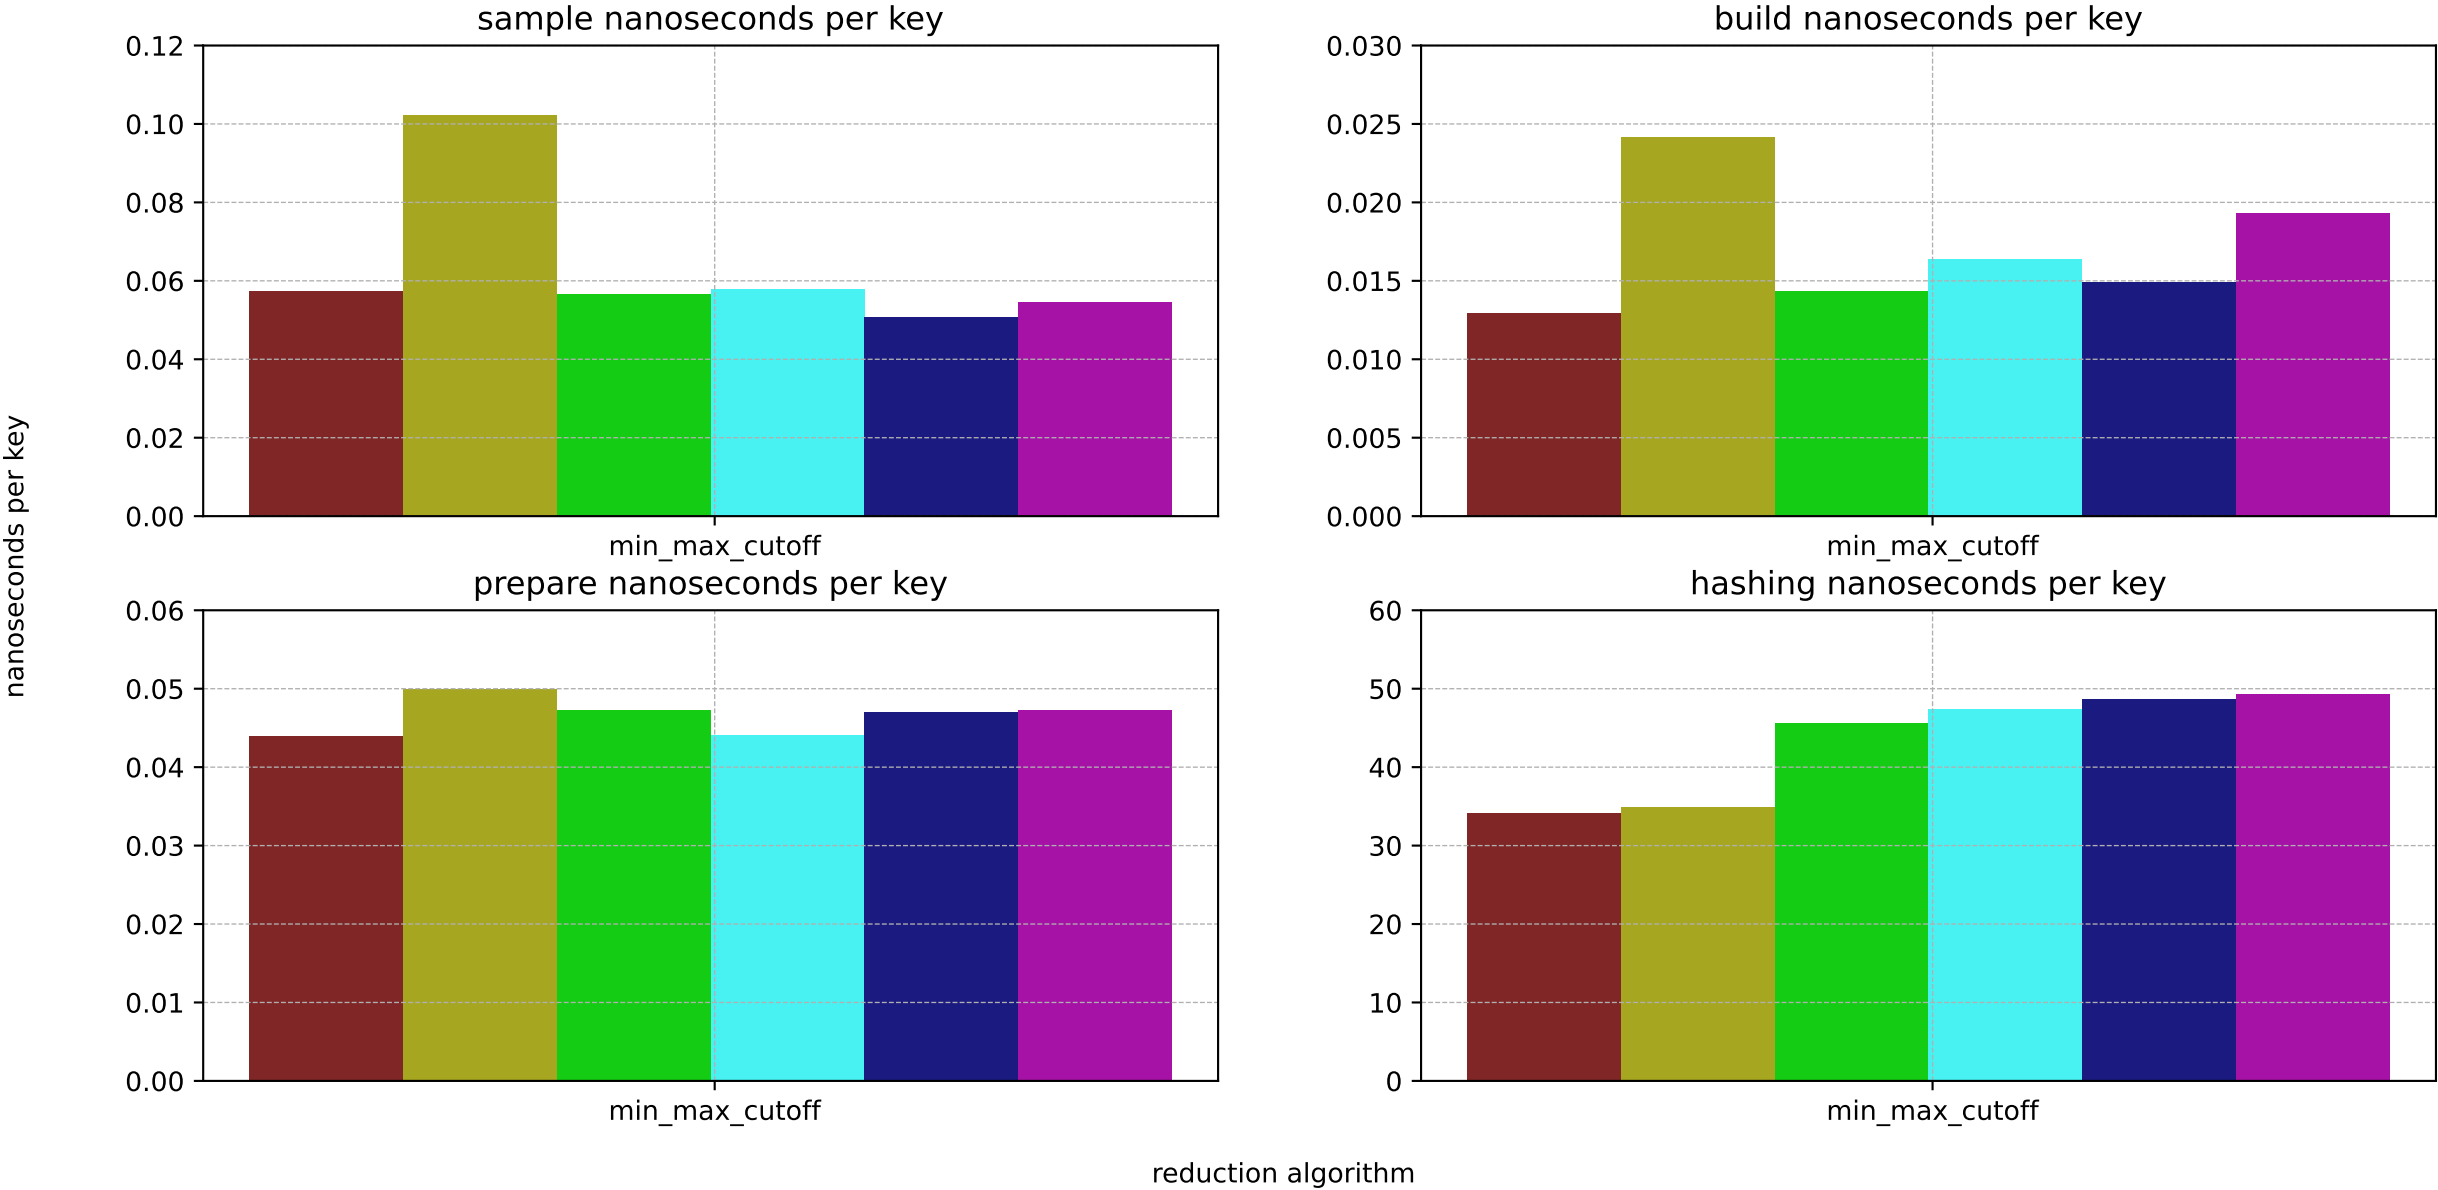 sample nanoseconds per key
0.12
0.10
0.08
0.06
0.04
0.02
0.00
min_max_cutoff
build nanoseconds per key
0.030
0.025
0.020
0.015
0.010
0.005
0.000
min_max_cutoff
nanoseconds per key
prepare nanoseconds per key
0.06
0.05
0.04
0.03
0.02
0.01
0.00
min_max_cutoff
hashing nanoseconds per key
60
50
40
30
20
10
0
min_max_cutoff
reduction algorithm